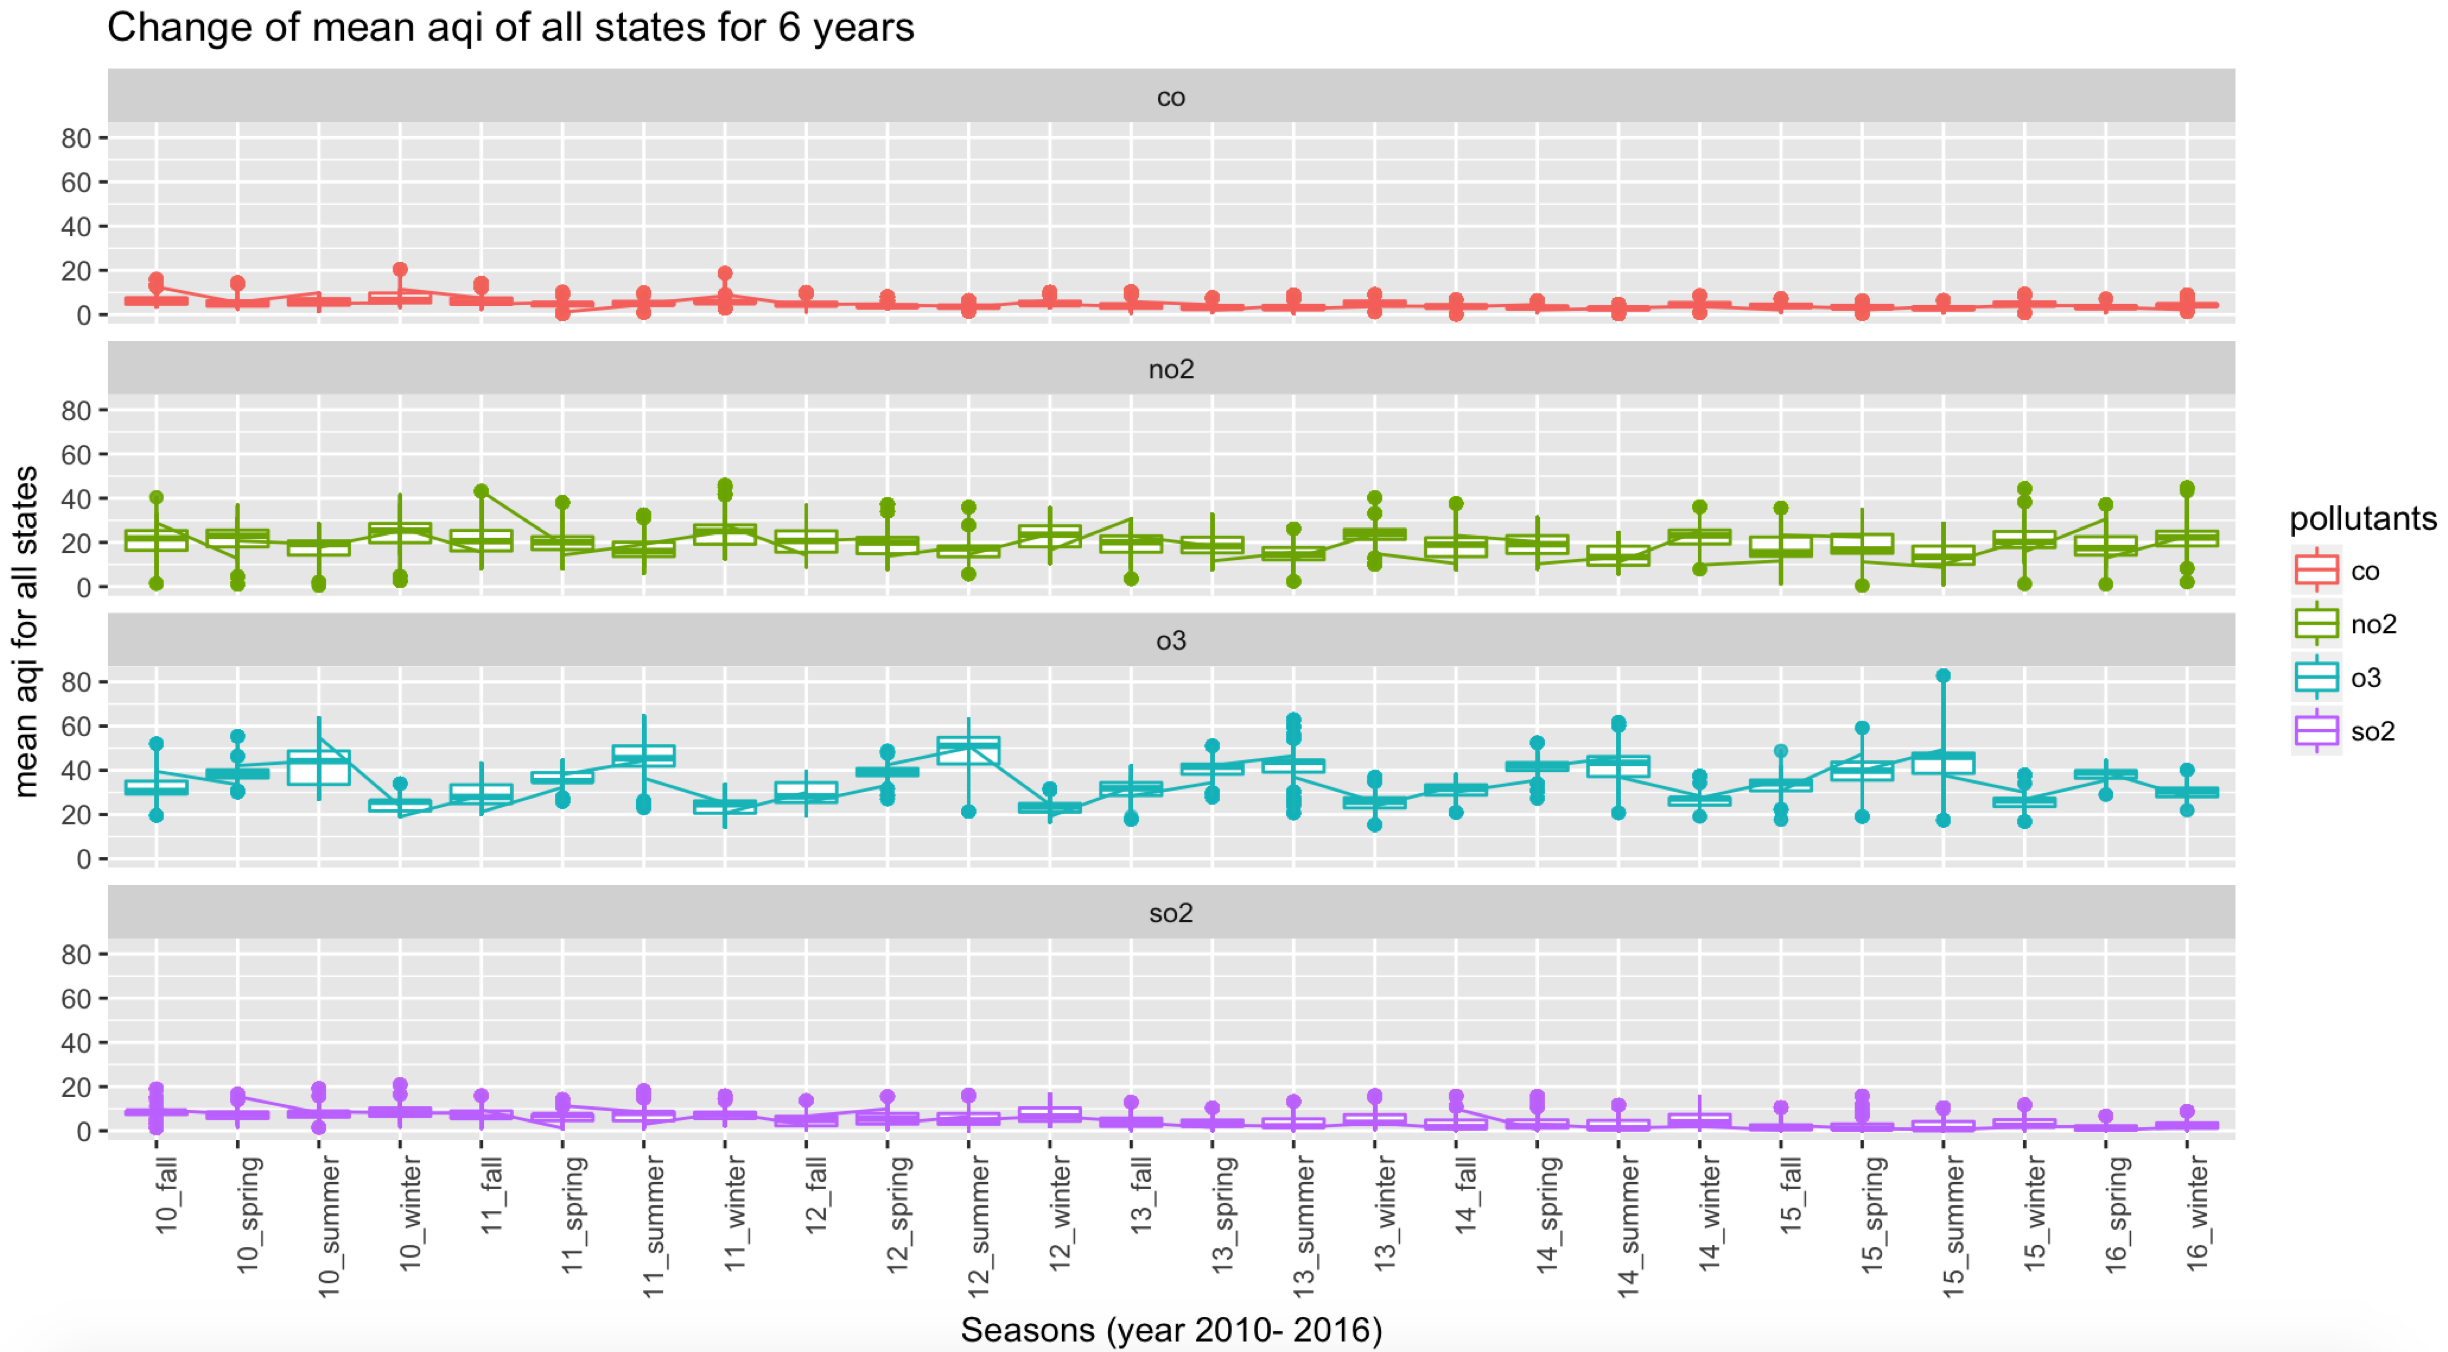 Change of mean aqi of all states for 6 years
co
80
60
40
20
0
no2
80
60
40
20
0
o3
80
60
40
20
0
so2
80
60
40
20
0
mean aqi for all states
10_fall
10_spring
10_summer
10_winter
11_fall
11_spring
11_summer
11_winter
12_fall
12_spring
12_summer
12_winter
13_fall
13_spring
13_summer
13_winter
14_fall
14_spring
14_summer
14_winter
15_fall
15_spring
15_summer
15_winter
16_spring
16_winter
Seasons (year 2010- 2016)
pollutants
co
no2
o3
so2